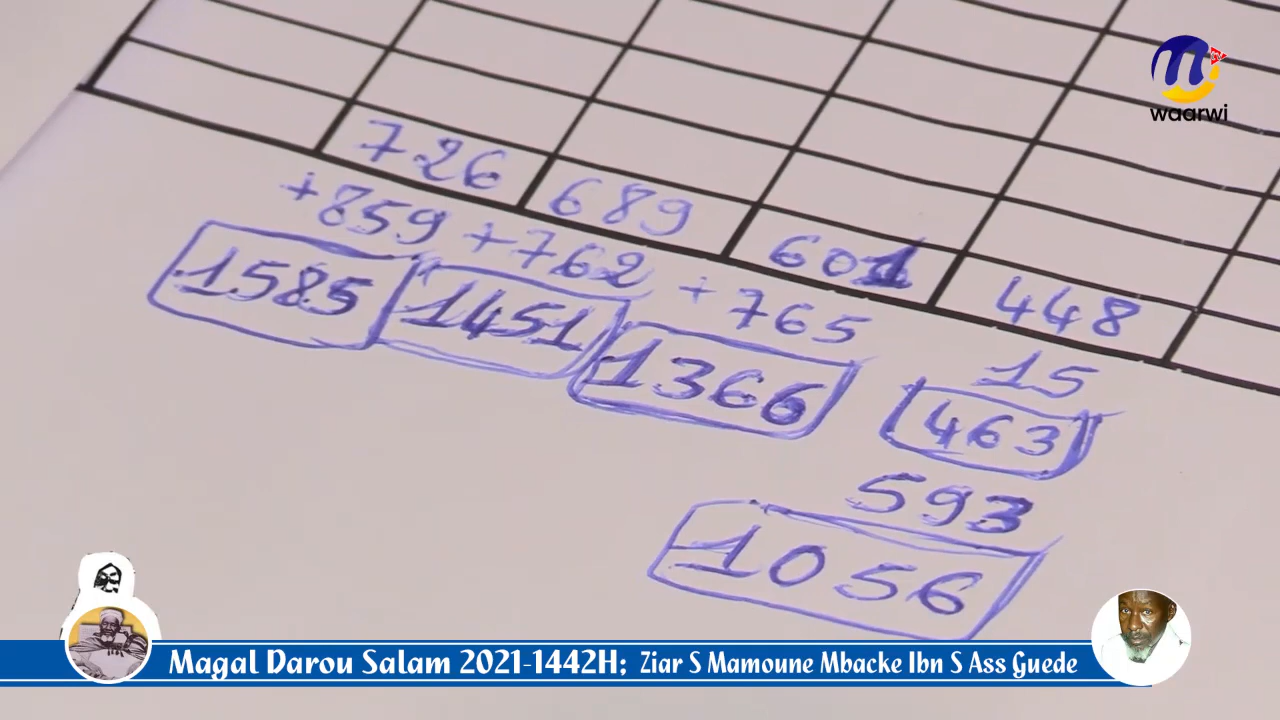 waarwi
726 689 601 448
+859 +762 +765 15
1585 1451 1366 463
593
1056
Magal Darou Salam 2021-1442H; Ziar S Mamoune Mbacke Ibn S Ass Guede